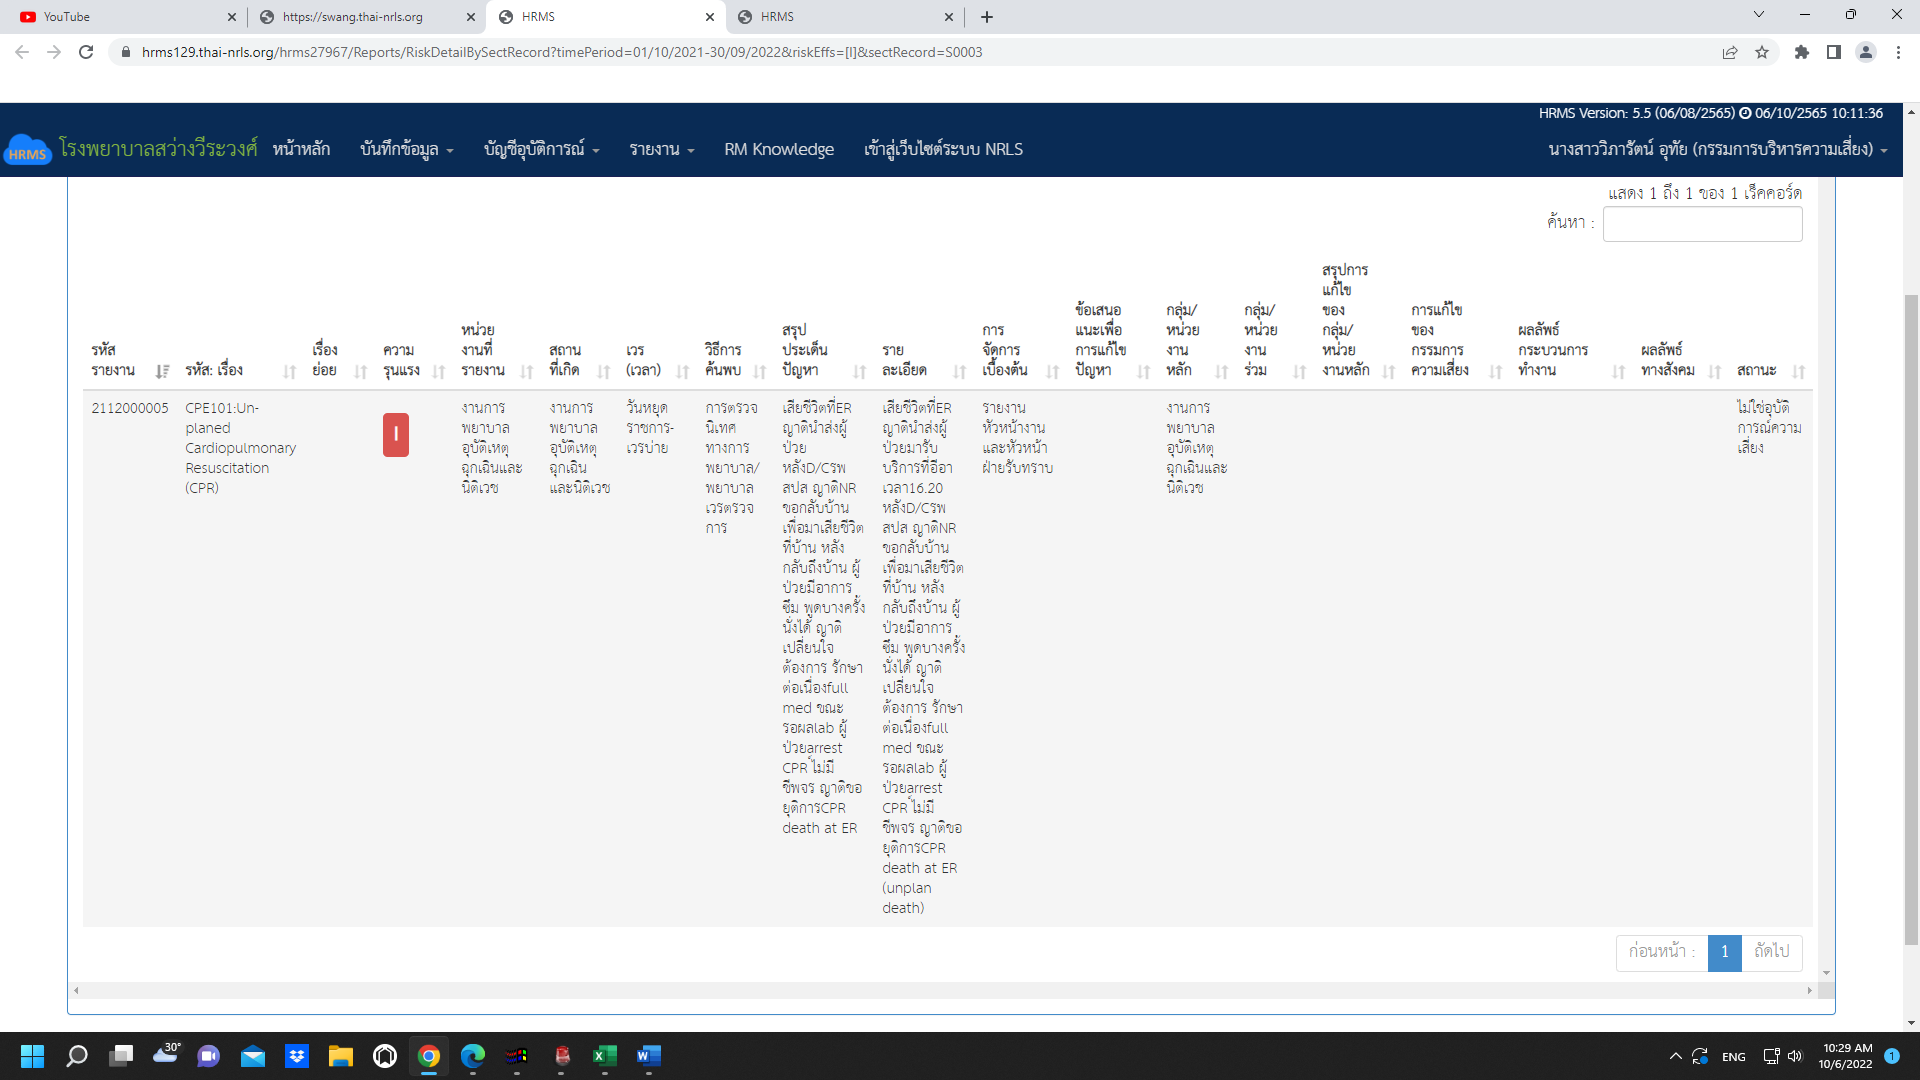 YouTube
https://swang.thai-nrls.org
HRMS
HRMS
hrms129.thai-nrls.org/hrms27967/Reports/RiskDetailBySectRecord?timePeriod=01/10/2021-30/09/2022&riskEffs=[I]&sectRecord=S0003
HRMS Version: 5.5 (06/08/2565) 06/10/2565 10:11:36
HRMS โรงพยาบาลสว่างวีระวงศ์ หน้าหลัก บันทึกข้อมูล บัญชีอุบัติการณ์ รายงาน RM Knowledge เข้าสู่เว็บไซต์ระบบ NRLS นางสาววิภารัตน์ อุทัย (กรรมการบริหารความเสี่ยง)
แสดง 1 ถึง 1 ของ 1 เร็คคอร์ด
ค้นหา :
รหัส
รายงาน
รหัส: เรื่อง
เรื่อง
ย่อย
ความ
รุนแรง
หน่วย
งานที่
รายงาน
สถาน
ที่เกิด
เวร
(เวลา)
วิธีการ
ค้นพบ
สรุป
ประเด็น
ปัญหา
ราย
ละเอียด
การ
จัดการ
เบื้องต้น
ข้อเสนอ
แนะเพื่อ
การแก้ไข
ปัญหา
กลุ่ม/
หน่วย
งาน
หลัก
กลุ่ม/
หน่วย
งาน
ร่วม
สรุปการ
แก้ไข
ของ
กลุ่ม/
หน่วย
งานหลัก
การแก้ไข
ของ
กรรมการ
ความเสี่ยง
ผลลัพธ์
กระบวนการ
ทำงาน
ผลลัพธ์
ทางสังคม
สถานะ
2112000005
CPE101:Un-
planed
Cardiopulmonary
Resuscitation
(CPR)
I
งานการ
พยาบาล
อุบัติเหตุ
ฉุกเฉินและ
นิติเวช
งานการ
พยาบาล
อุบัติเหตุ
ฉุกเฉิน
และนิติเวช
วันหยุด
ราชการ-
เวรบ่าย
การตรวจ
นิเทศ
ทางการ
พยาบาล/
พยาบาล
เวรตรวจ
การ
เสียชีวิตที่ER
ญาตินำส่งผู้
ป่วย
หลังD/Cรพ
สปส ญาติNR
ขอกลับบ้าน
เพื่อมาเสียชีวิต
ที่บ้าน หลัง
กลับถึงบ้าน ผู้
ป่วยมีอาการ
ซึม พูดบางครั้ง
นั่งได้ ญาติ
เปลี่ยนใจ
ต้องการ รักษา
ต่อเนื่องfull
med ขณะ
รอผลlab ผู้
ป่วยarrest
CPR ไม่มี
ชีพจร ญาติขอ
ยุติการCPR
death at ER
เสียชีวิตที่ER
ญาตินำส่งผู้
ป่วยมารับ
บริการที่อีอา
เวลา16.20
หลังD/Cรพ
สปส ญาติNR
ขอกลับบ้าน
เพื่อมาเสียชีวิต
ที่บ้าน หลัง
กลับถึงบ้าน ผู้
ป่วยมีอาการ
ซึม พูดบางครั้ง
นั่งได้ ญาติ
เปลี่ยนใจ
ต้องการ รักษา
ต่อเนื่องfull
med ขณะ
รอผลlab ผู้
ป่วยarrest
CPR ไม่มี
ชีพจร ญาติขอ
ยุติการCPR
death at ER
(unplan
death)
รายงาน
หัวหน้างาน
และหัวหน้า
ฝ่ายรับทราบ
งานการ
พยาบาล
อุบัติเหตุ
ฉุกเฉินและ
นิติเวช
ไม่ใช่อุบัติ
การณ์ความ
เสี่ยง
ก่อนหน้า : 1 ถัดไป
30°
ENG
10:29 AM
10/6/2022
1